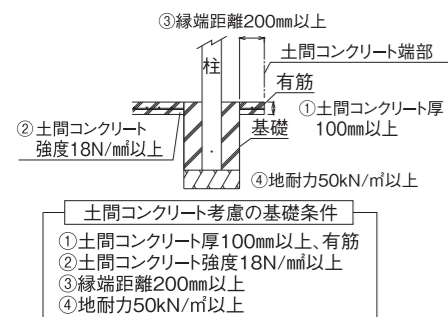 ③縁端距離200㎜以上
柱
土間コンクリート端部
有筋
①土間コンクリート厚
100㎜以上
②土間コンクリート
強度18N/㎟以上
基礎
④地耐力50kN/㎡以上
土間コンクリート考慮の基礎条件
①土間コンクリート厚100㎜以上、有筋
②土間コンクリート強度18N/㎟以上
③縁端距離200㎜以上
④地耐力50kN/㎡以上